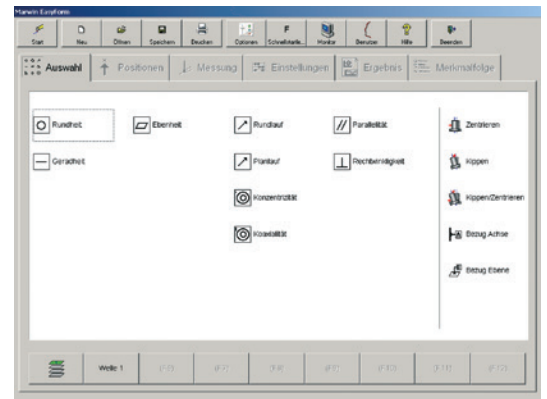 Marwin EasyForm
Start Neu Öffnen Speichern Drucken Optionen Schnellstarte... Monitor Benutzer Hilfe Beenden
Auswahl Positionen Messung Einstellungen Ergebnis Merkmalfolge
Rundheit Ebenheit Rundlauf Parallelität Zentrieren
Geradheit Planlauf Rechtwinkligkeit Kippen
Konzentrizität Kippen/Zentrieren
Koaxialität Bezug Achse
Bezug Ebene
Welle 1